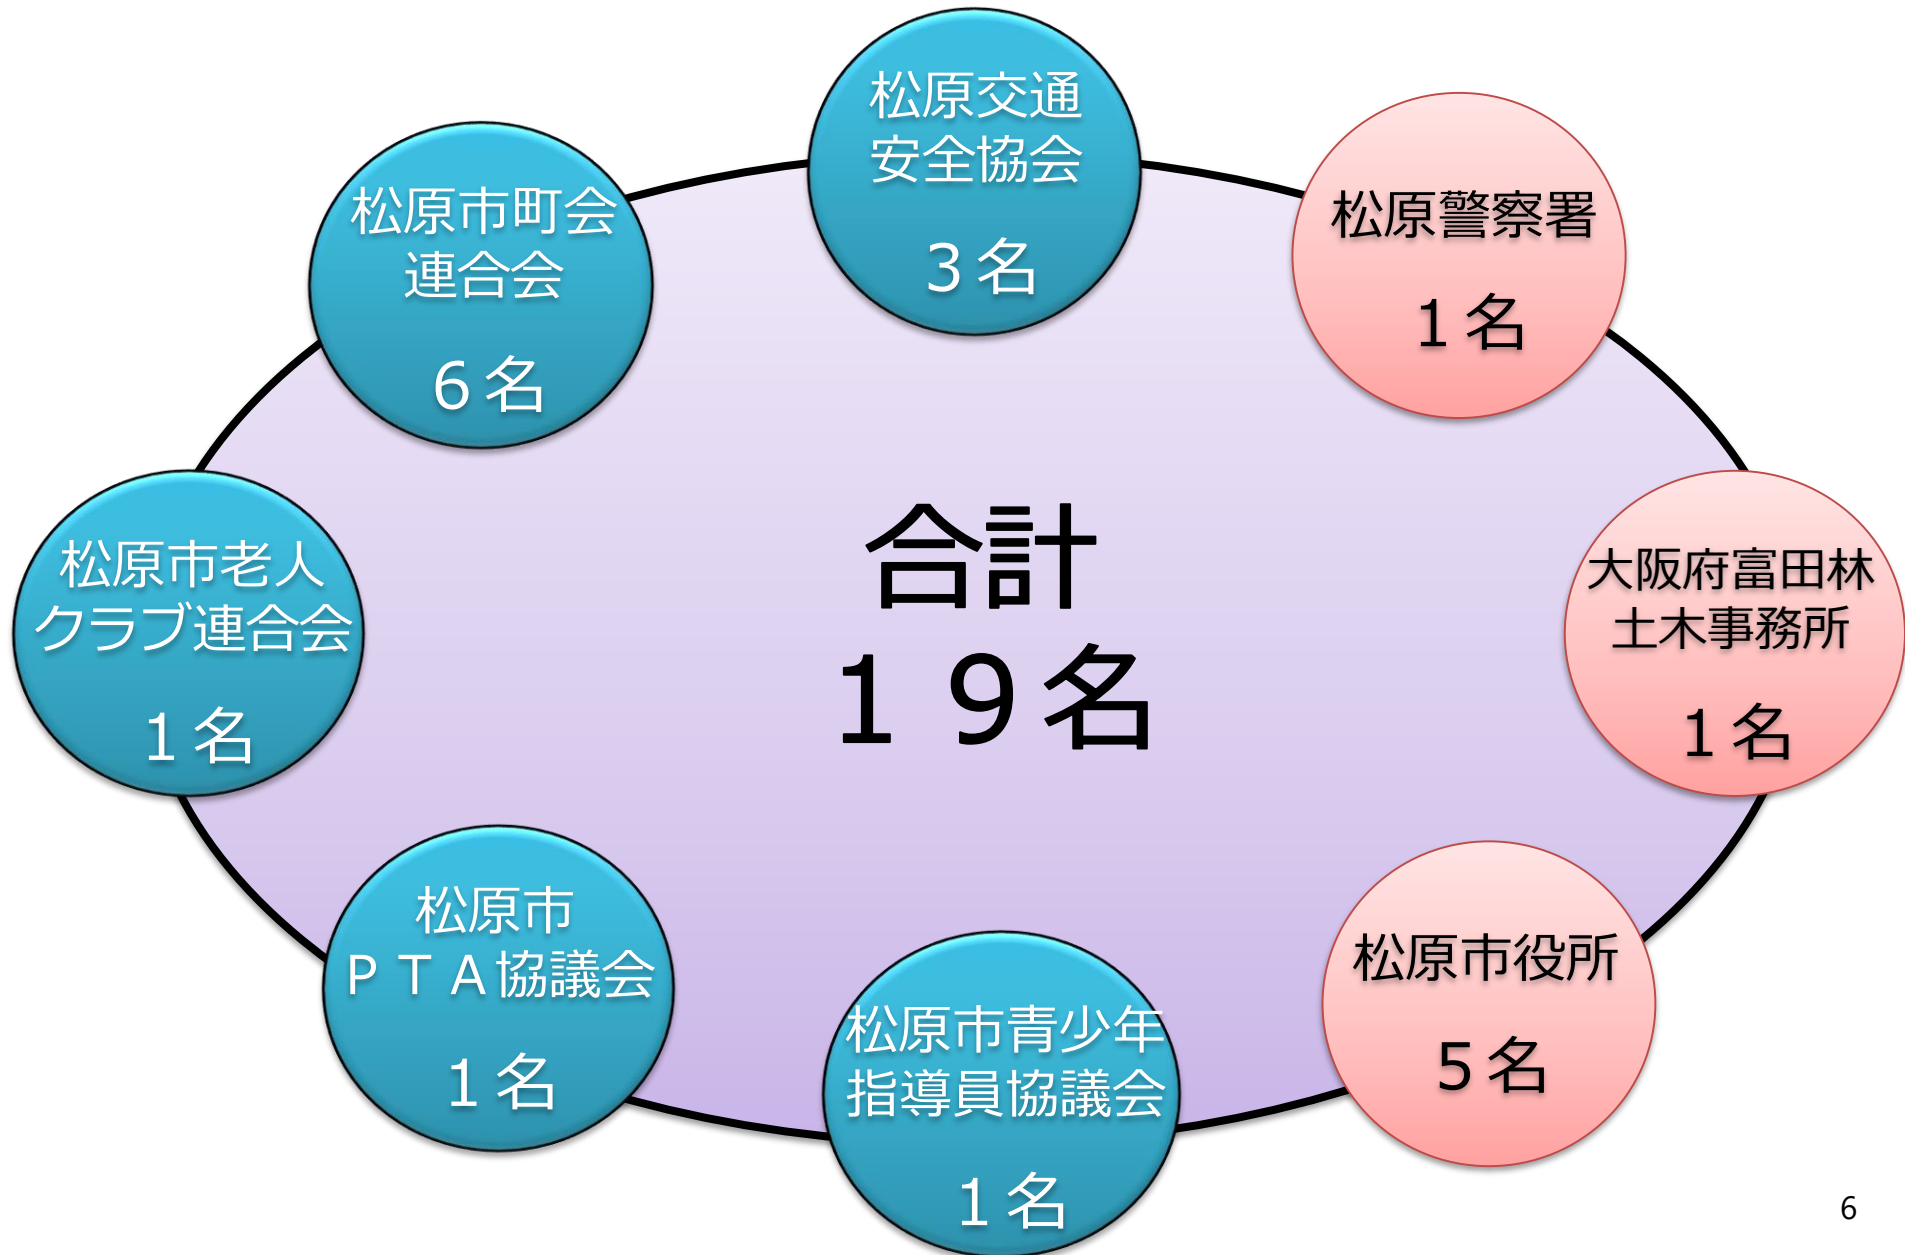 松原交通
安全協会
３名
松原市町会
連合会
６名
松原警察署
１名
松原市老人
クラブ連合会
１名
合計
１９名
大阪府富田林
土木事務所
１名
松原市
ＰＴＡ協議会
１名
松原市青少年
指導員協議会
１名
松原市役所
５名
6